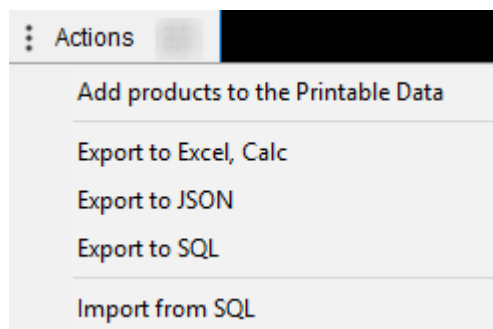 Actions
Add products to the Printable Data
Export to Excel, Calc
Export to JSON
Export to SQL
Import from SQL